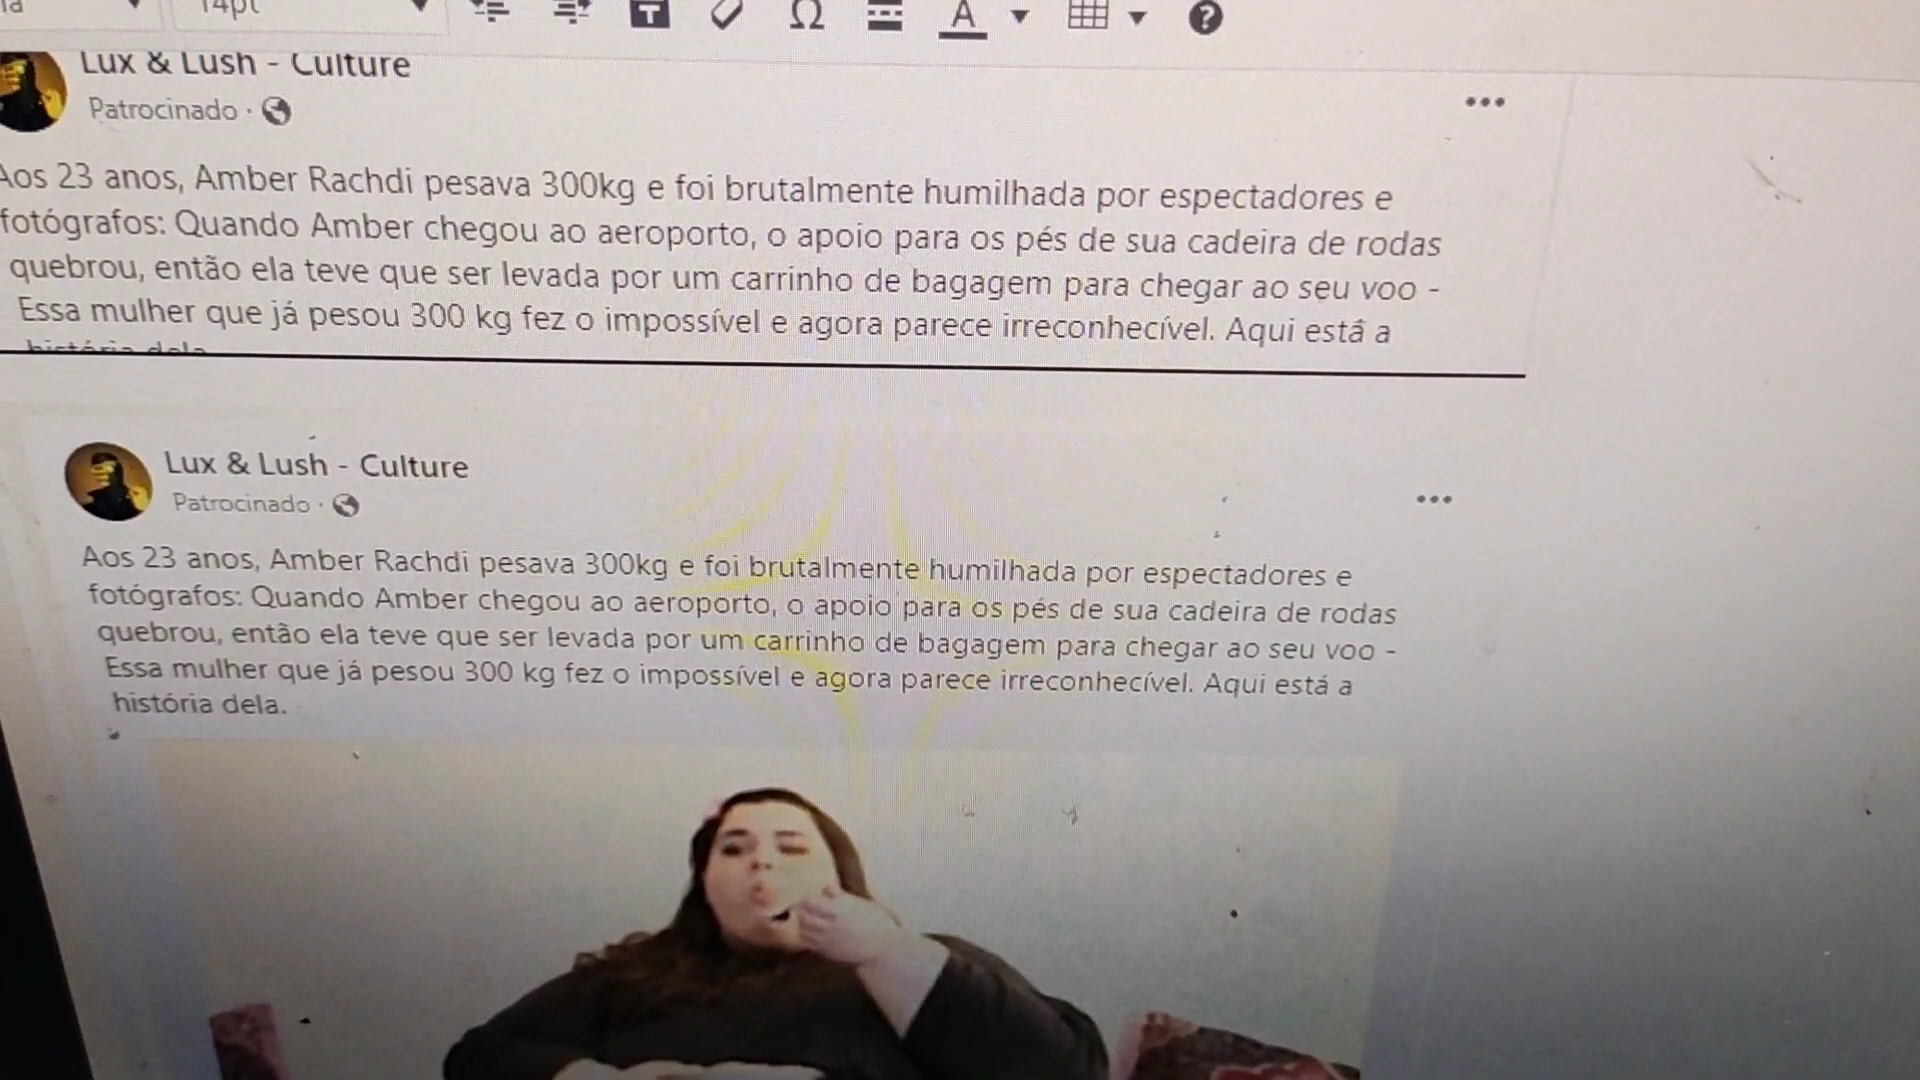 14pt
A
?
Lux & Lush - Culture
Patrocinado ·
Aos 23 anos, Amber Rachdi pesava 300kg e foi brutalmente humilhada por espectadores e
fotógrafos: Quando Amber chegou ao aeroporto, o apoio para os pés de sua cadeira de rodas
quebrou, então ela teve que ser levada por um carrinho de bagagem para chegar ao seu voo -
Essa mulher que já pesou 300 kg fez o impossível e agora parece irreconhecível. Aqui está a
história dela
Lux & Lush - Culture
Patrocinado ·
Aos 23 anos, Amber Rachdi pesava 300kg e foi brutalmente humilhada por espectadores e
fotógrafos: Quando Amber chegou ao aeroporto, o apoio para os pés de sua cadeira de rodas
quebrou, então ela teve que ser levada por um carrinho de bagagem para chegar ao seu voo -
Essa mulher que já pesou 300 kg fez o impossível e agora parece irreconhecível. Aqui está a
história dela.